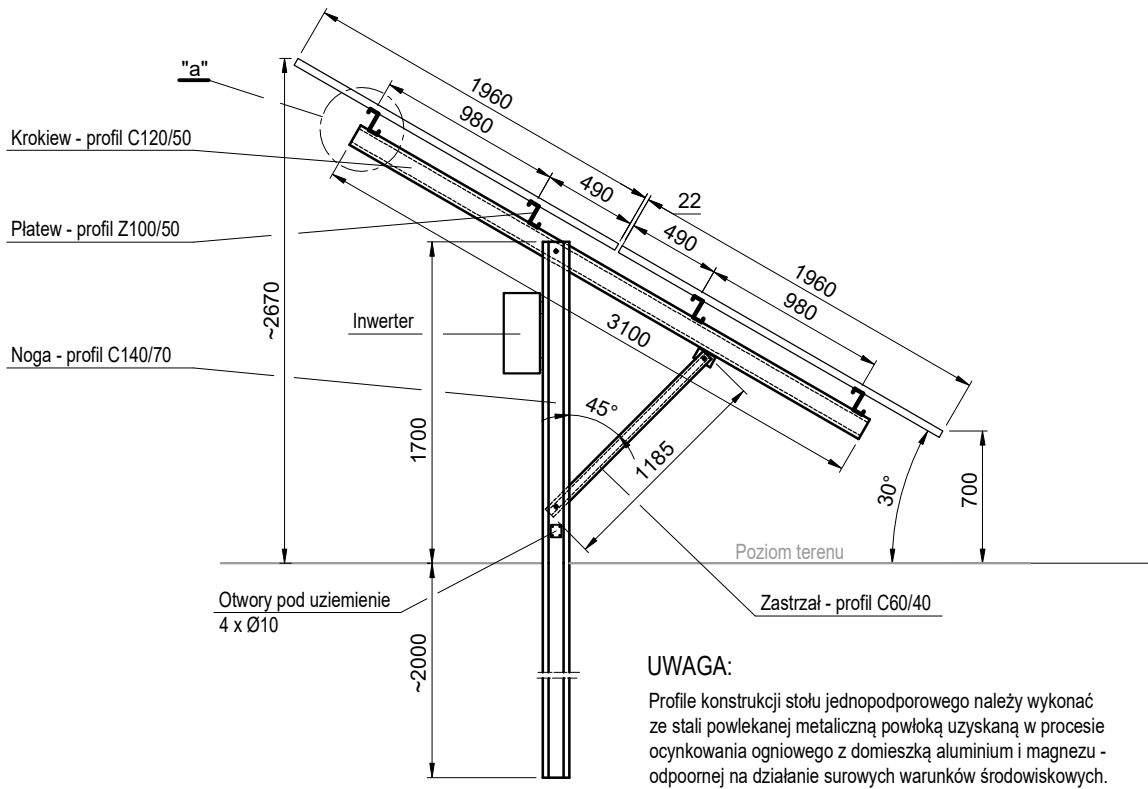 "a"
1960
980
Krokiew - profil C120/50
490
22
Płatew - profil Z100/50
490
1960
980
~2670
Inwerter
3100
Noga - profil C140/70
1700
45°
1185
30°
700
Poziom terenu
Otwory pod uziemienie
4 x Ø10
Zastrzał - profil C60/40
~2000
UWAGA:
Profile konstrukcji stołu jednopodporowego należy wykonać
ze stali powlekanej metaliczną powłoką uzyskaną w procesie
ocynkowania ogniowego z domieszką aluminium i magnezu -
odpoornej na działanie surowych warunków środowiskowych.